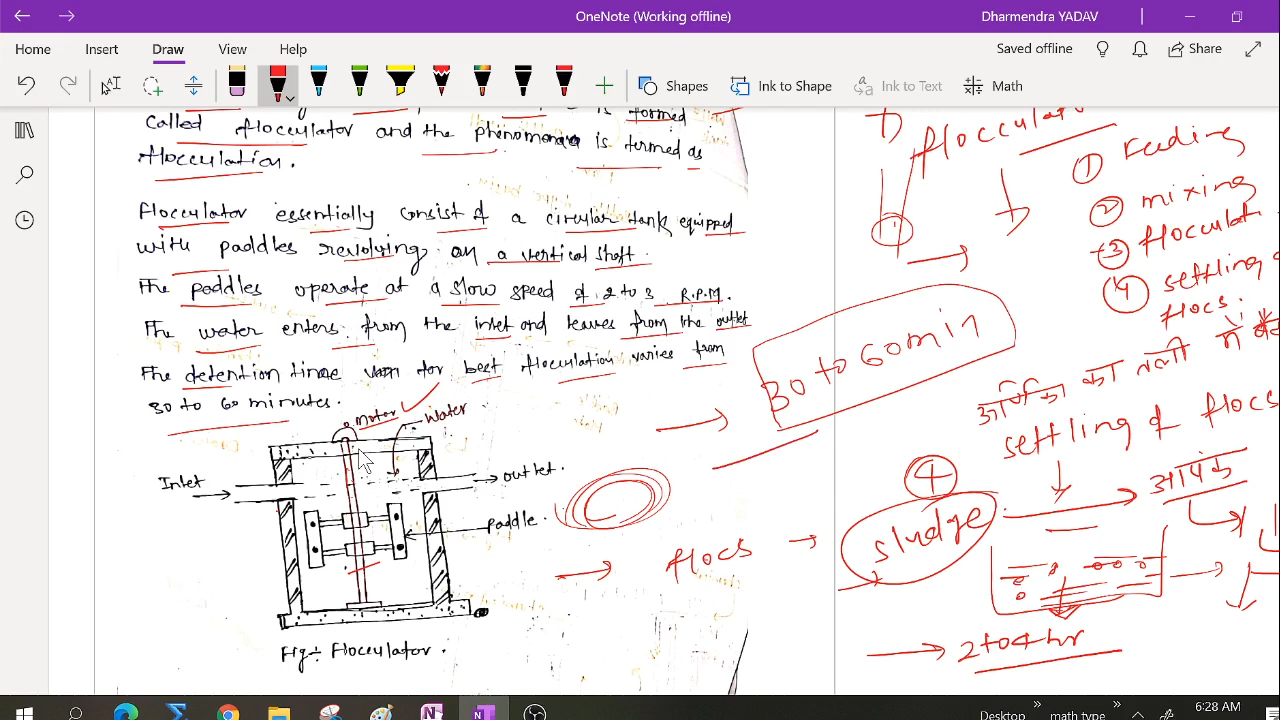 OneNote (Working offline)
Dharmendra YADAV
Home Insert Draw View Help
Saved offline
Share
Shapes
Ink to Shape
Ink to Text
Math
is formed
Called flocculator and the phenomena is termed as
flocculation.
Flocculator essentially consist of a circular tank equipped
with paddles revolving on a vertical shaft.
The paddles operate at a slow speed of 2 to 3 R.P.M.
The water enters from the inlet and leaves from the outlet
The detention time for best flocculation varies from
30 to 60 minutes.
motor
water
Inlet
outlet.
paddle.
Fig:- Flocculator.
① feeding
② mixing
③ flocculat
④ settling
flocs.
30 to 60 min
का पानी में
settling of flocs
④
sludge
flocs
2 to 4 hr
6:28 AM
Desktop
math type